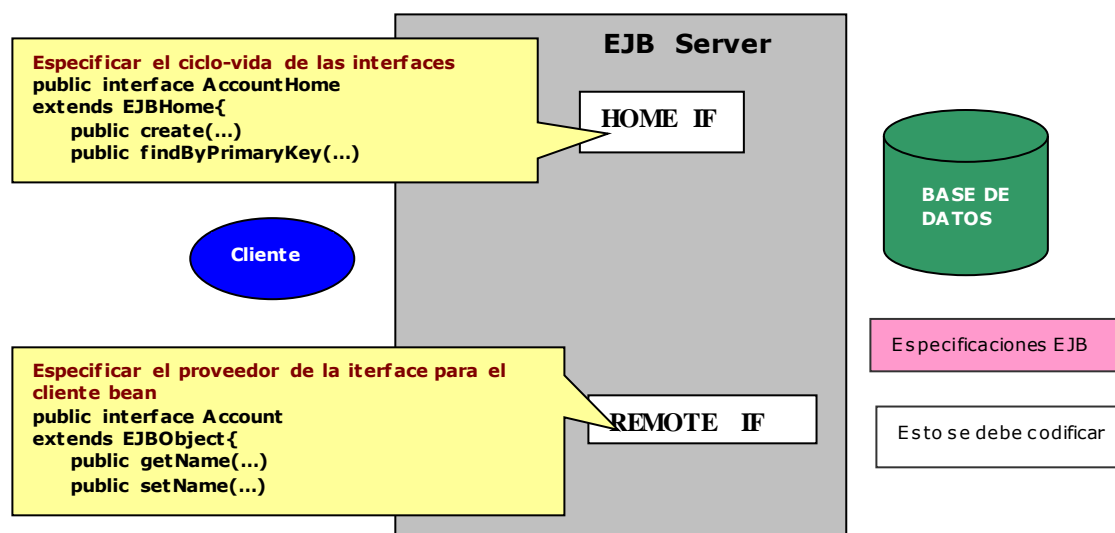 EJB Server
Especificar el ciclo-vida de las interfaces
public interface AccountHome
extends EJBHome{
public create(...)
public findByPrimaryKey(...)
HOME IF
BASE DE
DATOS
Cliente
Especificaciones EJB
Especificar el proveedor de la iterface para el
cliente bean
public interface Account
extends EJBObject{
public getName(...)
public setName(...)
REMOTE IF
Esto se debe codificar